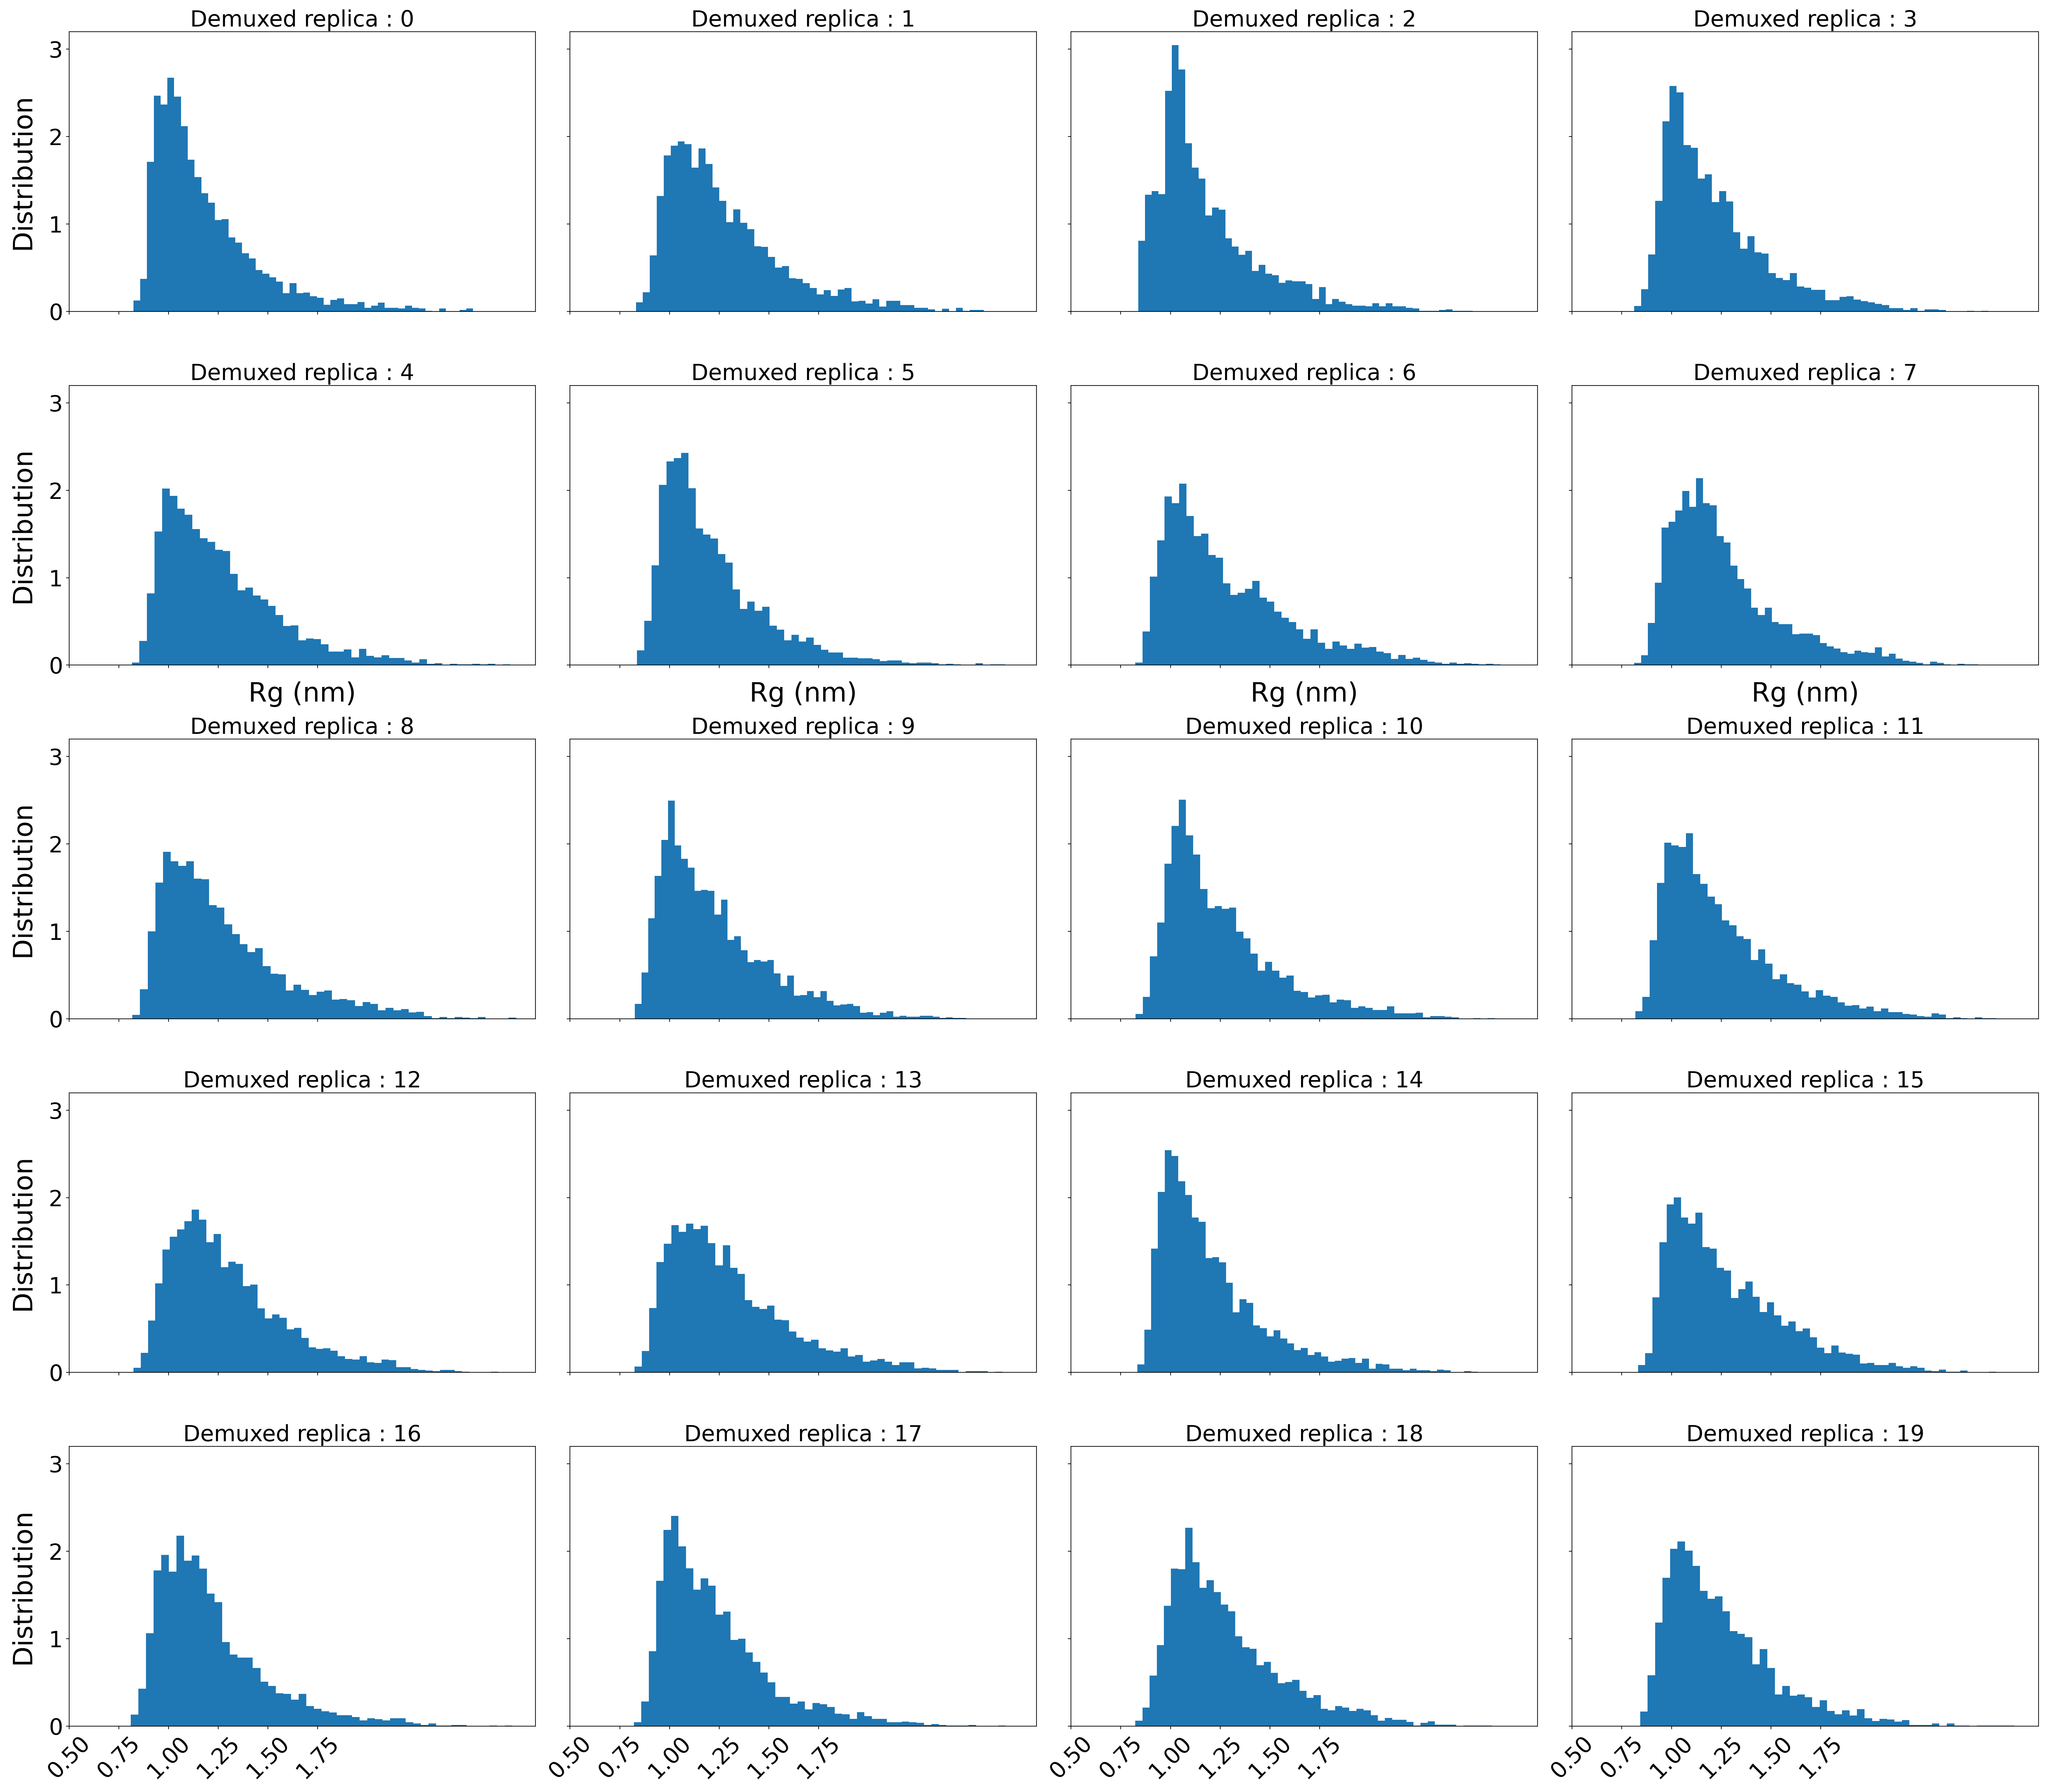 Demuxed replica : 0 Demuxed replica : 1 Demuxed replica : 2 Demuxed replica : 3
3
2
1
0
Distribution
Demuxed replica : 4 Demuxed replica : 5 Demuxed replica : 6 Demuxed replica : 7
3
2
1
0
Distribution
Rg (nm) Rg (nm) Rg (nm) Rg (nm)
Demuxed replica : 8 Demuxed replica : 9 Demuxed replica : 10 Demuxed replica : 11
3
2
1
0
Distribution
Demuxed replica : 12 Demuxed replica : 13 Demuxed replica : 14 Demuxed replica : 15
3
2
1
0
Distribution
Demuxed replica : 16 Demuxed replica : 17 Demuxed replica : 18 Demuxed replica : 19
3
2
1
0
Distribution
0.50 0.75 1.00 1.25 1.50 1.75 0.50 0.75 1.00 1.25 1.50 1.75 0.50 0.75 1.00 1.25 1.50 1.75 0.50 0.75 1.00 1.25 1.50 1.75